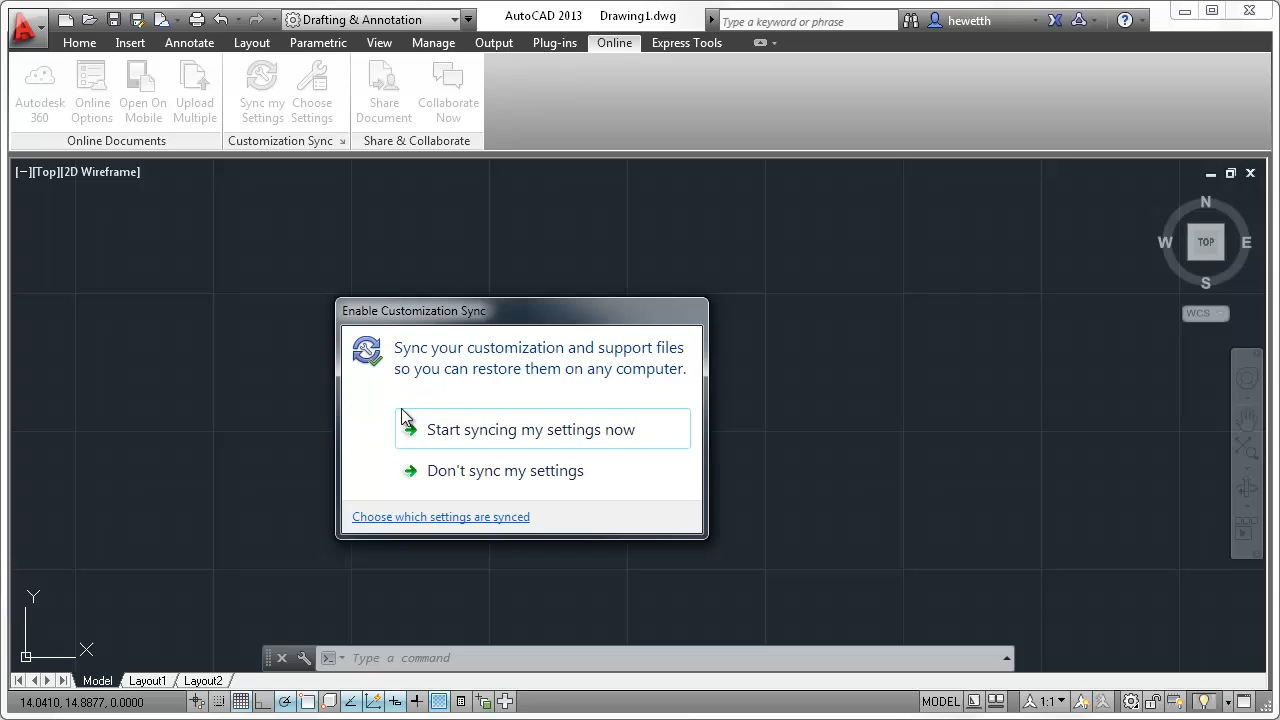 Drafting & Annotation
AutoCAD 2013 Drawing1.dwg
Type a keyword or phrase
hewetth
Home Insert Annotate Layout Parametric View Manage Output Plug-ins Online Express Tools
Autodesk 360
Online Options
Open On Mobile
Upload Multiple
Sync my Settings
Choose Settings
Share Document
Collaborate Now
Online Documents
Customization Sync
Share & Collaborate
[−][Top][2D Wireframe]
N
W
TOP
E
S
WCS
Enable Customization Sync
Sync your customization and support files
so you can restore them on any computer.
Start syncing my settings now
Don't sync my settings
Choose which settings are synced
Y
X
Type a command
Model Layout1 Layout2
14.0410, 14.8877, 0.0000
MODEL
1:1